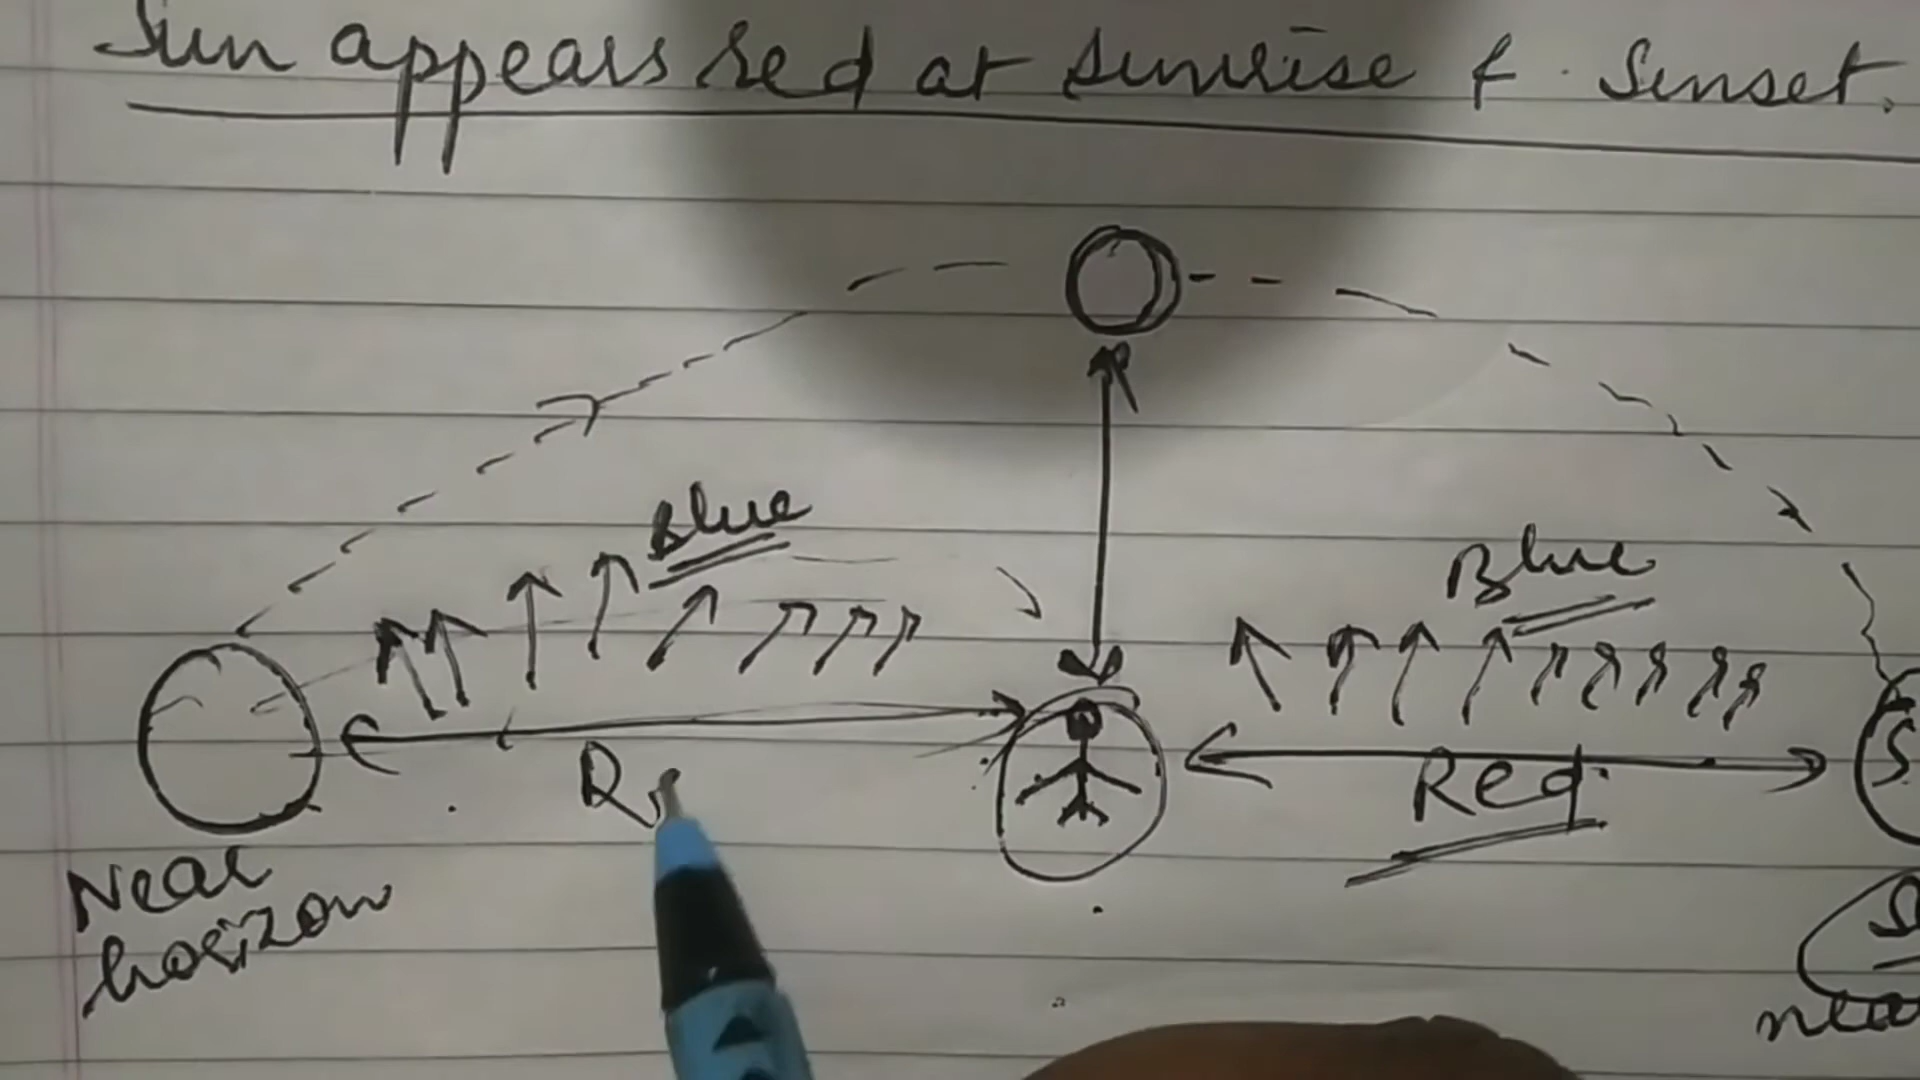 Sun appears red at sunrise & Sunset.
Blue
Blue
R
Red
Near
horizon
S